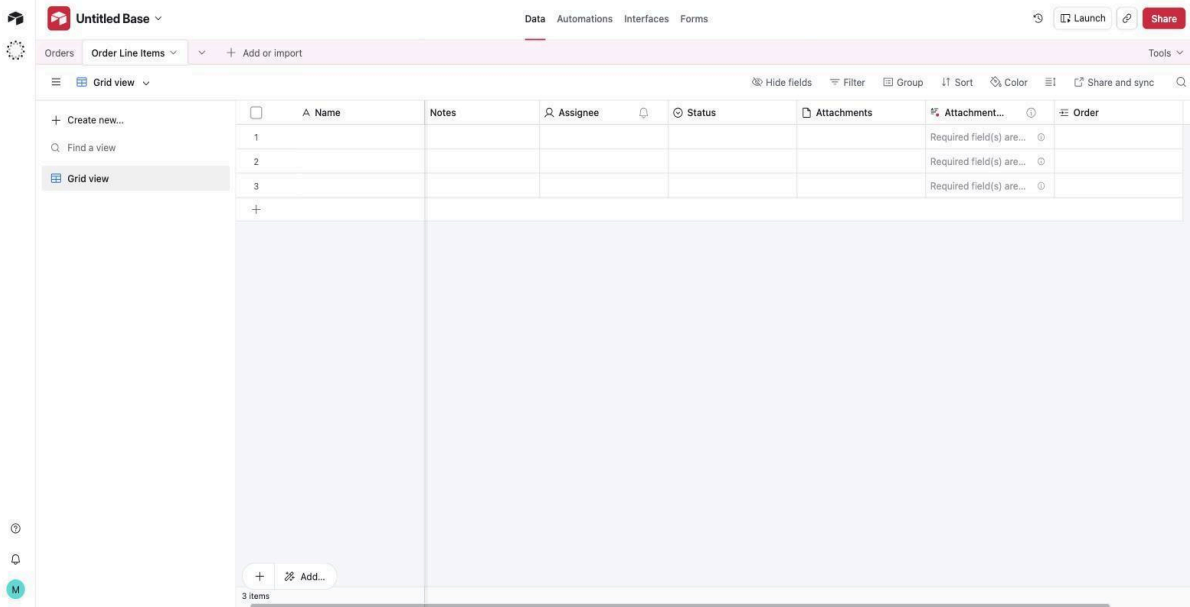 Untitled Base
Data Automations Interfaces Forms
Launch
Share
Orders Order Line Items Add or import Tools
Grid view Hide fields Filter Group Sort Color Share and sync
Create new...
Find a view
Grid view
Name Notes Assignee Status Attachments Attachment... Order
1 Required field(s) are...
2 Required field(s) are...
3 Required field(s) are...
Add...
3 items
M